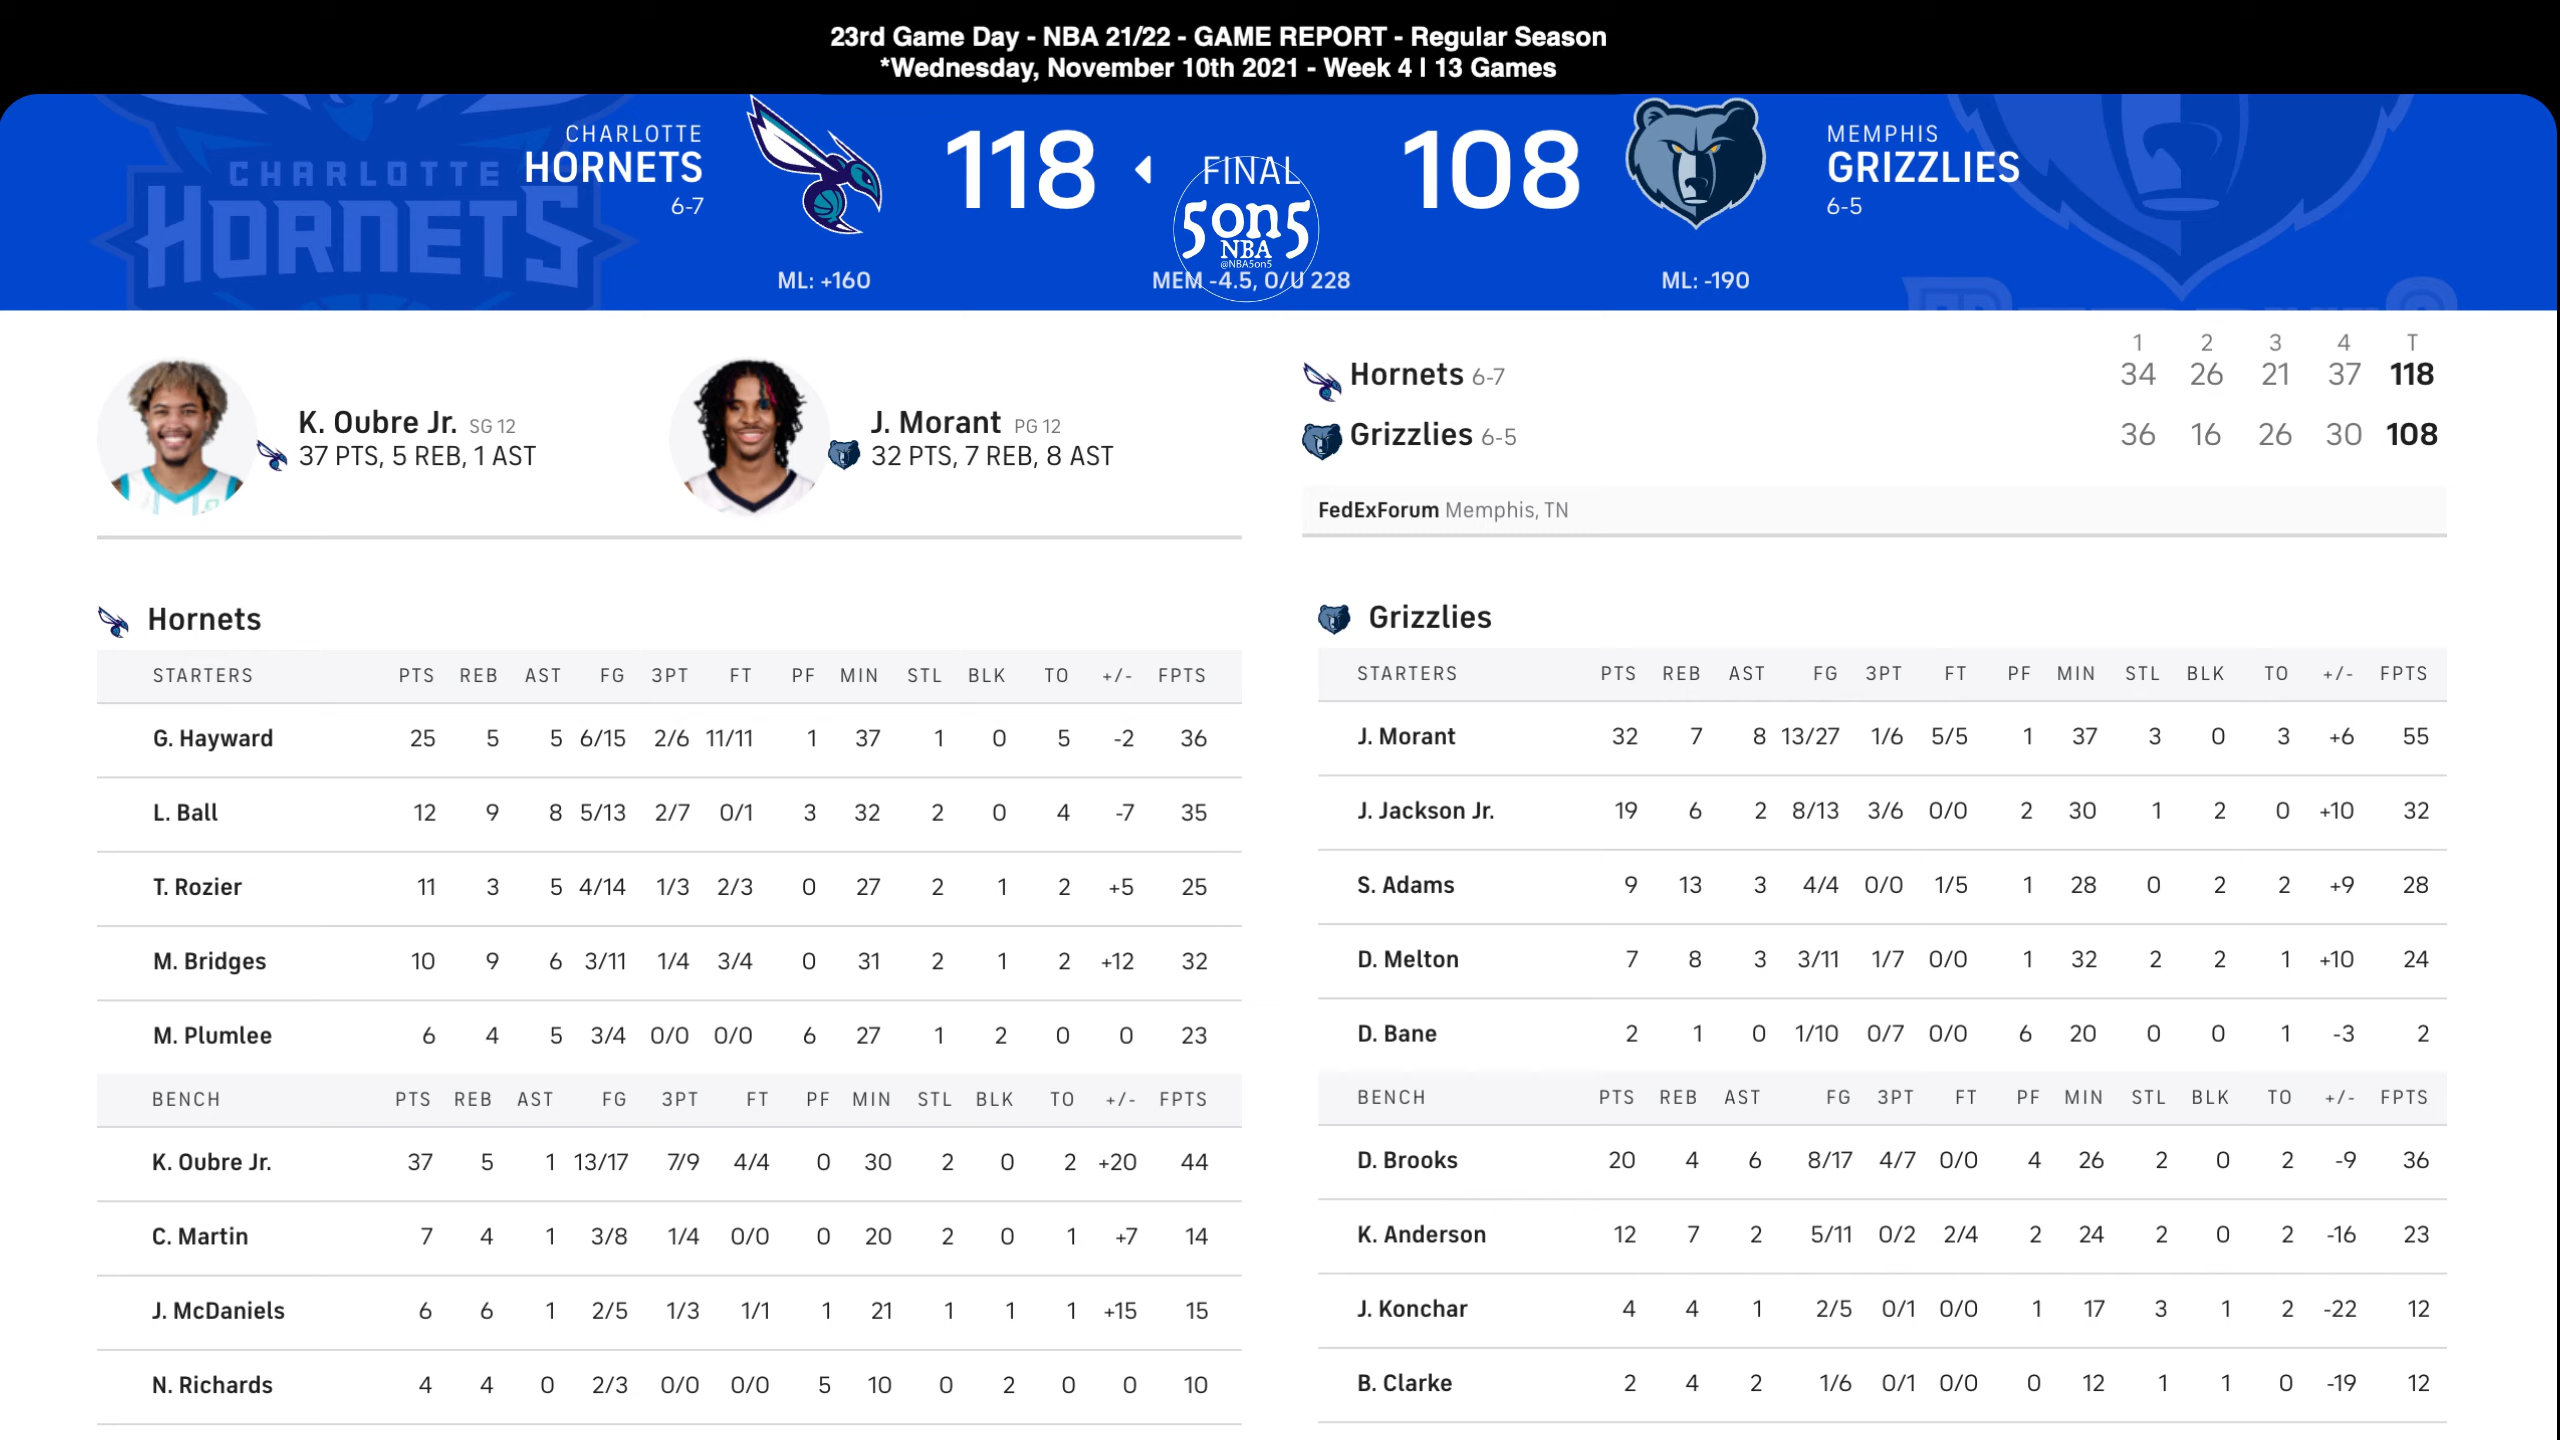 23rd Game Day - NBA 21/22 - GAME REPORT - Regular Season
*Wednesday, November 10th 2021 - Week 4 | 13 Games
CHARLOTTE
HORNETS
CHARLOTTE
HORNETS
6-7
118
FINAL
108
MEMPHIS
GRIZZLIES
6-5
5on5
NBA
@NBA5on5
ML: +160
MEM -4.5, O/U 228
ML: -190
K. Oubre Jr. SG 12
37 PTS, 5 REB, 1 AST
J. Morant PG 12
32 PTS, 7 REB, 8 AST
1 2 3 4 T
Hornets 6-7 34 26 21 37 118
Grizzlies 6-5 36 16 26 30 108
FedExForum Memphis, TN
Hornets
STARTERS PTS REB AST FG 3PT FT PF MIN STL BLK TO +/- FPTS
G. Hayward 25 5 5 6/15 2/6 11/11 1 37 1 0 5 -2 36
L. Ball 12 9 8 5/13 2/7 0/1 3 32 2 0 4 -7 35
T. Rozier 11 3 5 4/14 1/3 2/3 0 27 2 1 2 +5 25
M. Bridges 10 9 6 3/11 1/4 3/4 0 31 2 1 2 +12 32
M. Plumlee 6 4 5 3/4 0/0 0/0 6 27 1 2 0 0 23
BENCH PTS REB AST FG 3PT FT PF MIN STL BLK TO +/- FPTS
K. Oubre Jr. 37 5 1 13/17 7/9 4/4 0 30 2 0 2 +20 44
C. Martin 7 4 1 3/8 1/4 0/0 0 20 2 0 1 +7 14
J. McDaniels 6 6 1 2/5 1/3 1/1 1 21 1 1 1 +15 15
N. Richards 4 4 0 2/3 0/0 0/0 5 10 0 2 0 0 10
Grizzlies
STARTERS PTS REB AST FG 3PT FT PF MIN STL BLK TO +/- FPTS
J. Morant 32 7 8 13/27 1/6 5/5 1 37 3 0 3 +6 55
J. Jackson Jr. 19 6 2 8/13 3/6 0/0 2 30 1 2 0 +10 32
S. Adams 9 13 3 4/4 0/0 1/5 1 28 0 2 2 +9 28
D. Melton 7 8 3 3/11 1/7 0/0 1 32 2 2 1 +10 24
D. Bane 2 1 0 1/10 0/7 0/0 6 20 0 0 1 -3 2
BENCH PTS REB AST FG 3PT FT PF MIN STL BLK TO +/- FPTS
D. Brooks 20 4 6 8/17 4/7 0/0 4 26 2 0 2 -9 36
K. Anderson 12 7 2 5/11 0/2 2/4 2 24 2 0 2 -16 23
J. Konchar 4 4 1 2/5 0/1 0/0 1 17 3 1 2 -22 12
B. Clarke 2 4 2 1/6 0/1 0/0 0 12 1 1 0 -19 12